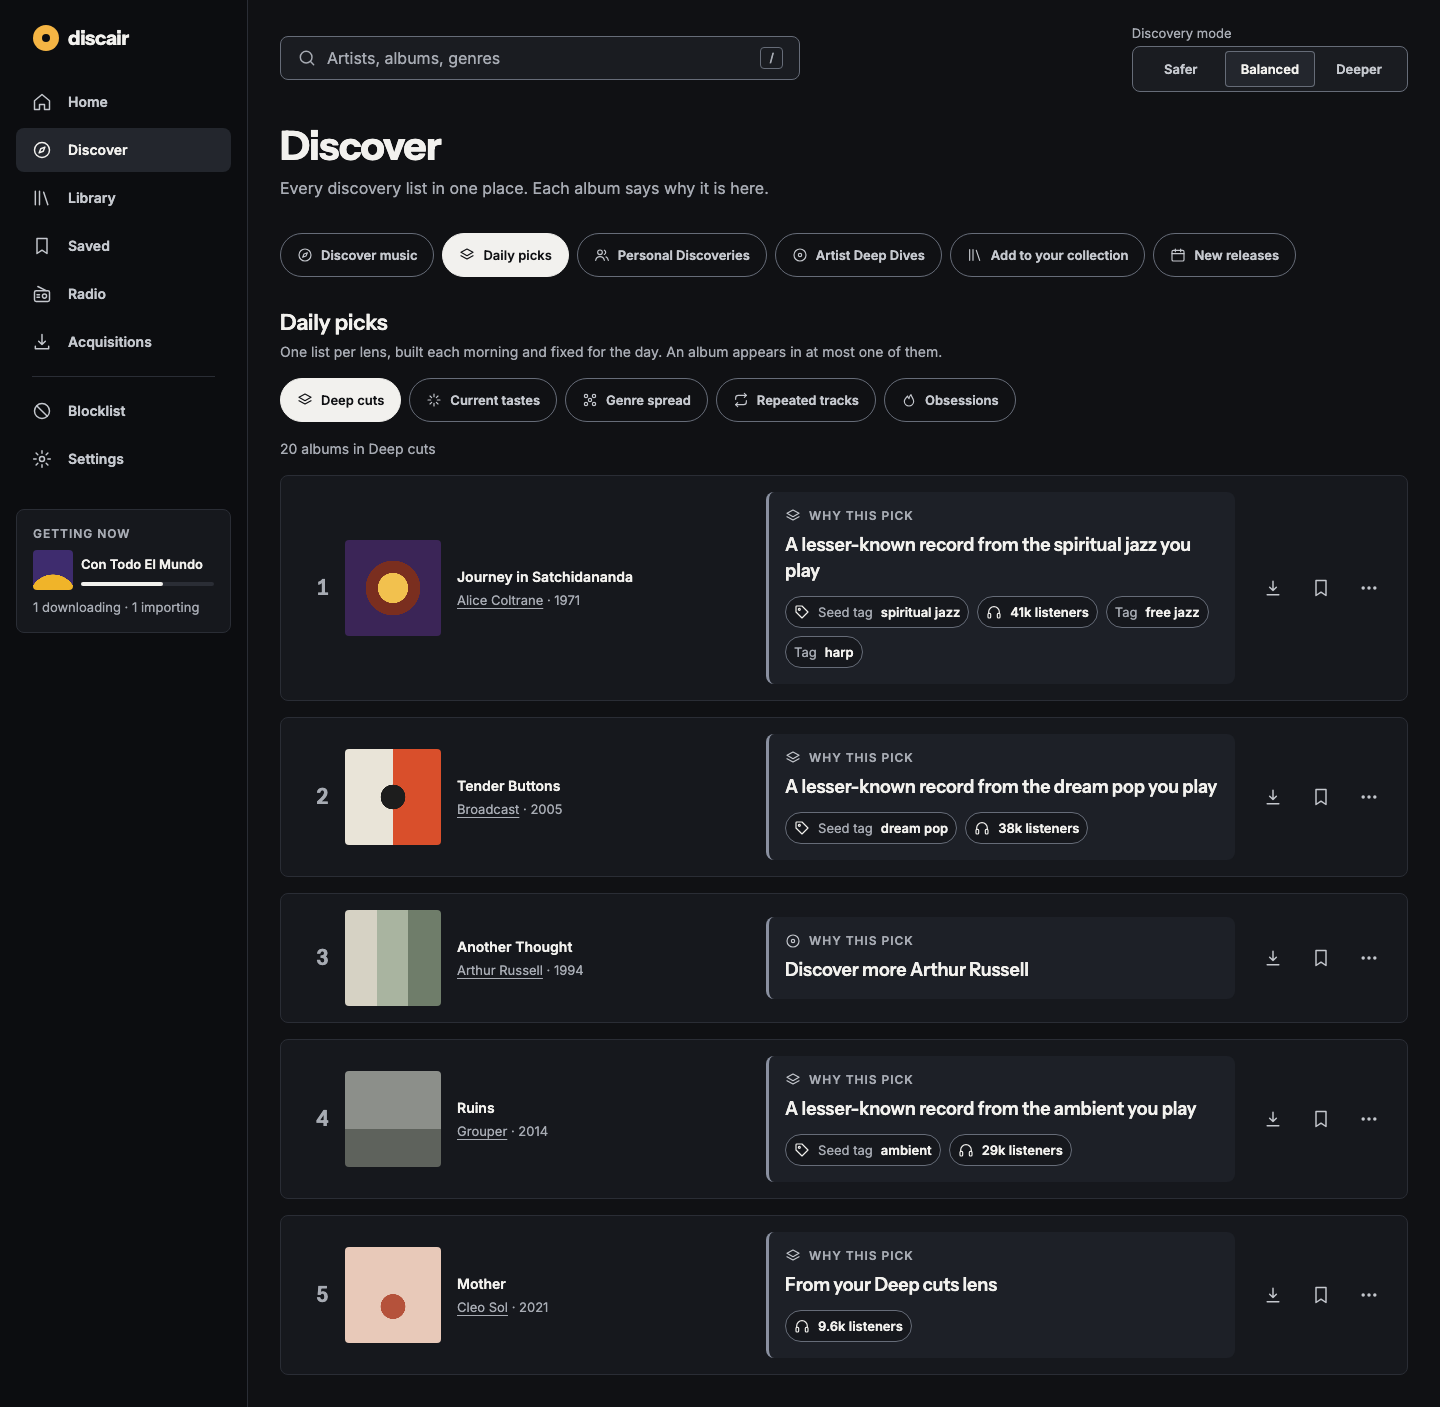 discair
Home
Discover
Library
Saved
Radio
Acquisitions
Blocklist
Settings
GETTING NOW
Con Todo El Mundo
1 downloading · 1 importing
Artists, albums, genres
/
Discovery mode
Safer
Balanced
Deeper
Discover
Every discovery list in one place. Each album says why it is here.
Discover music
Daily picks
Personal Discoveries
Artist Deep Dives
Add to your collection
New releases
Daily picks
One list per lens, built each morning and fixed for the day. An album appears in at most one of them.
Deep cuts
Current tastes
Genre spread
Repeated tracks
Obsessions
20 albums in Deep cuts
1
Journey in Satchidananda
Alice Coltrane · 1971
WHY THIS PICK
A lesser-known record from the spiritual jazz you
play
Seed tag spiritual jazz
41k listeners
Tag free jazz
Tag harp
2
Tender Buttons
Broadcast · 2005
WHY THIS PICK
A lesser-known record from the dream pop you play
Seed tag dream pop
38k listeners
3
Another Thought
Arthur Russell · 1994
WHY THIS PICK
Discover more Arthur Russell
4
Ruins
Grouper · 2014
WHY THIS PICK
A lesser-known record from the ambient you play
Seed tag ambient
29k listeners
5
Mother
Cleo Sol · 2021
WHY THIS PICK
From your Deep cuts lens
9.6k listeners